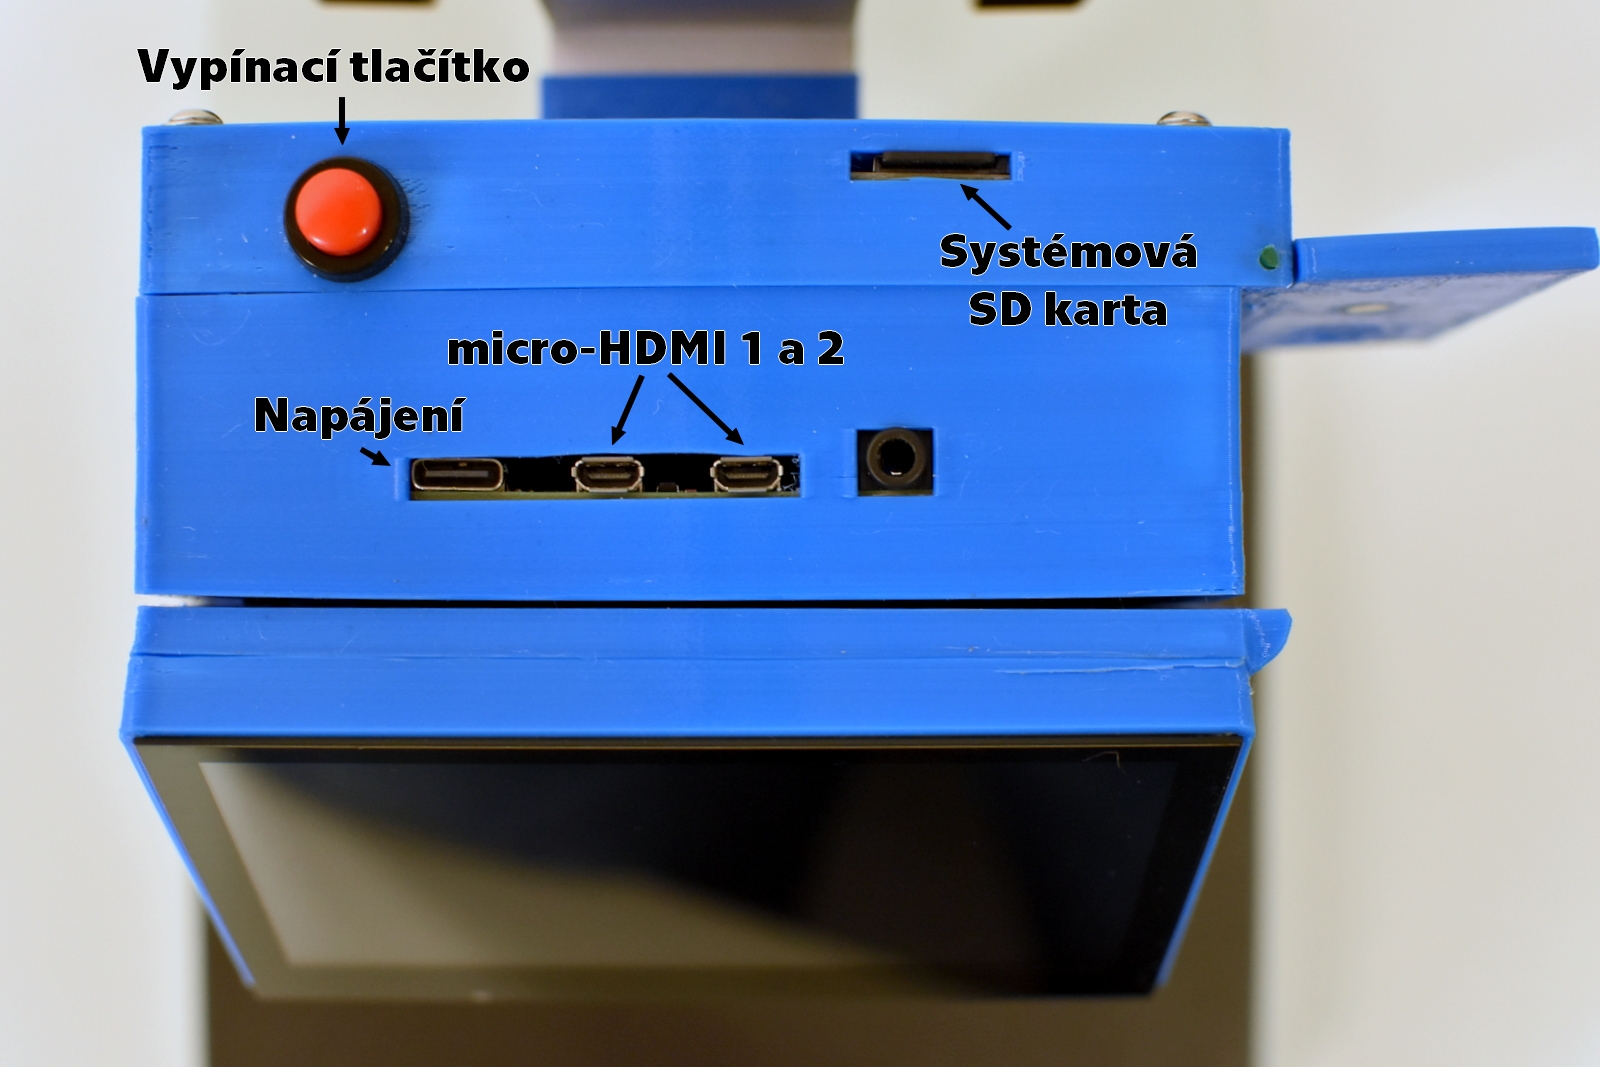 Vypínací tlačítko
Systémová
SD karta
micro-HDMI 1 a 2
Napájení